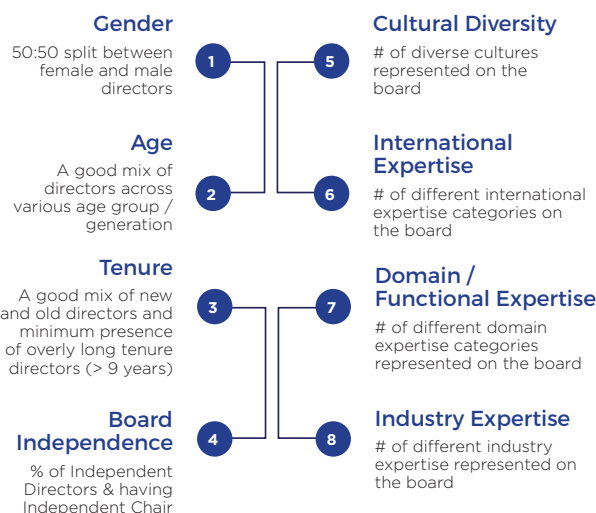 Gender
50:50 split between
female and male
directors
1
Age
A good mix of
directors across
various age group /
generation
2
Tenure
A good mix of new
and old directors and
minimum presence
of overly long tenure
directors (> 9 years)
3
Board
Independence
% of Independent
Directors & having
Independent Chair
4
Cultural Diversity
# of diverse cultures
represented on the
board
5
International
Expertise
# of different international
expertise categories on
the board
6
Domain /
Functional Expertise
# of different domain
expertise categories
represented on the board
7
Industry Expertise
# of different industry
expertise represented on
the board
8